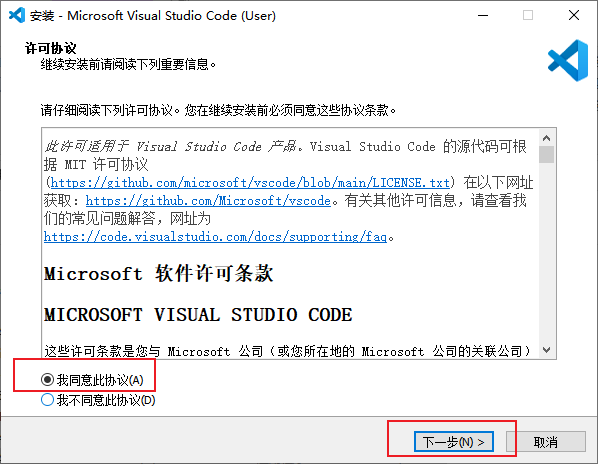 安装 - Microsoft Visual Studio Code (User)
许可协议
继续安装前请阅读下列重要信息。
请仔细阅读下列许可协议。您在继续安装前必须同意这些协议条款。
此许可适用于 Visual Studio Code 产品。Visual Studio Code 的源代码可根
据 MIT 许可协议
(https://github.com/microsoft/vscode/blob/main/LICENSE.txt) 在以下网址
获取：https://github.com/Microsoft/vscode。有关其他许可信息，请查看我
们的常见问题解答，网址为
https://code.visualstudio.com/docs/supporting/faq。
Microsoft 软件许可条款
MICROSOFT VISUAL STUDIO CODE
这些许可条款是您与 Microsoft 公司（或您所在地的 Microsoft 公司的关联公司）
我同意此协议(A)
我不同意此协议(D)
下一步(N) >
取消